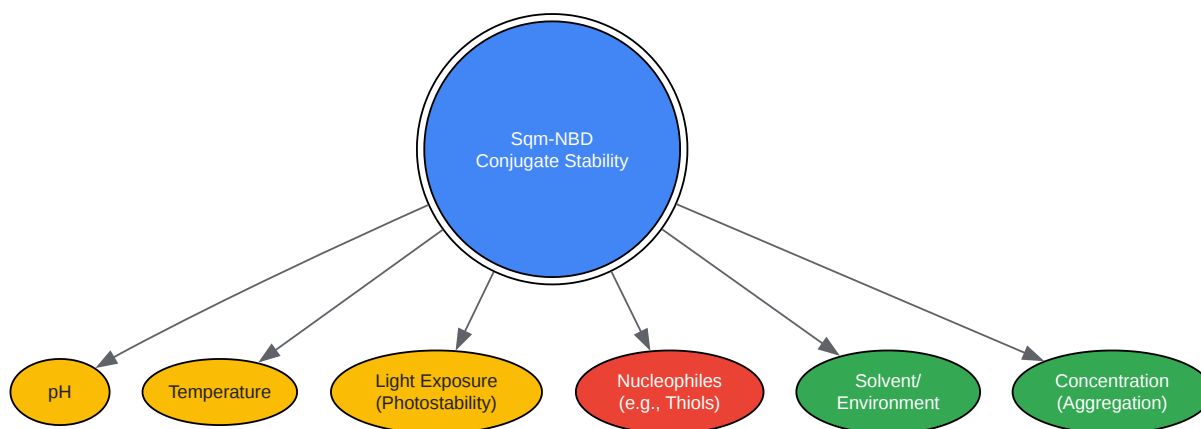 Sqm-NBD
Conjugate Stability
pH
Temperature
Light Exposure
(Photostability)
Nucleophiles
(e.g., Thiols)
Solvent/
Environment
Concentration
(Aggregation)